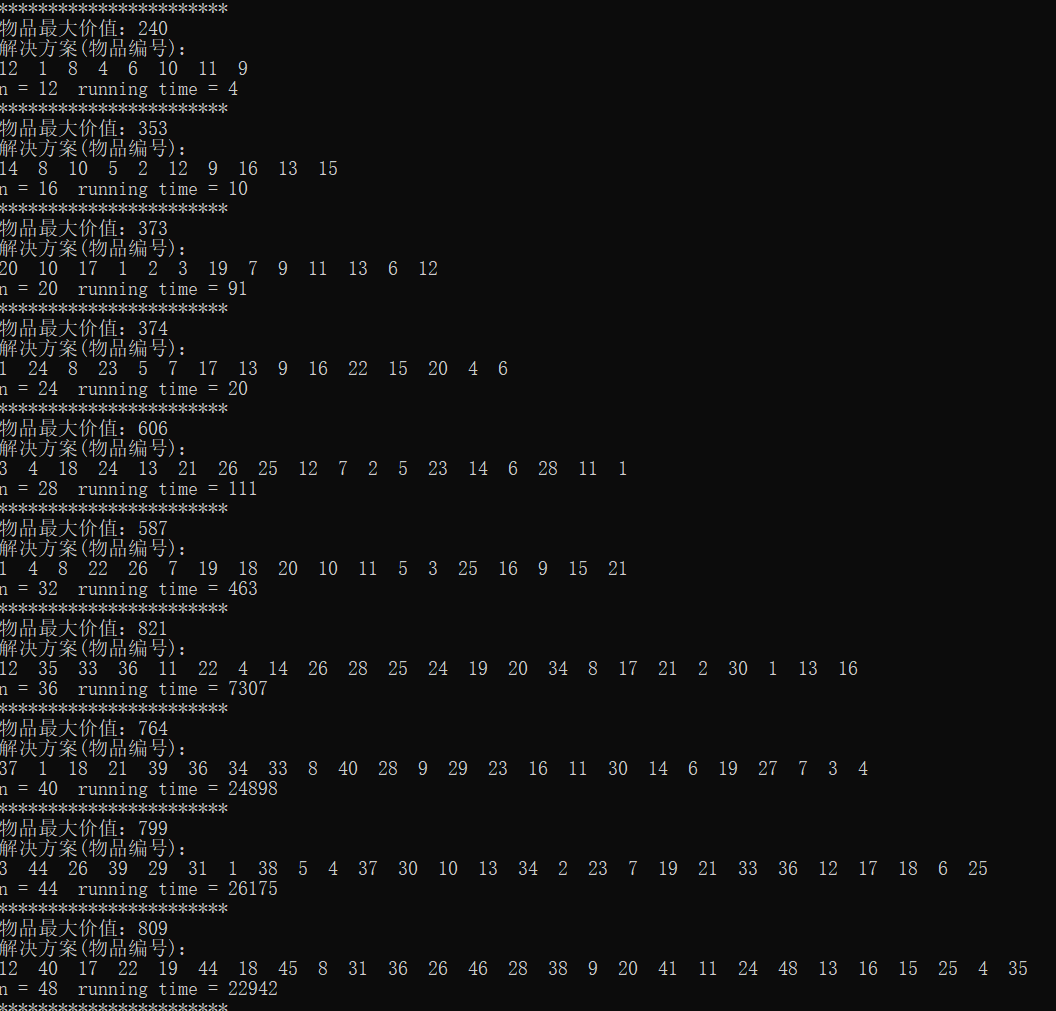 ***********************
物品最大价值：240
解决方案(物品编号)：
12 1 8 4 6 10 11 9
n = 12 running time = 4
***********************
物品最大价值：353
解决方案(物品编号)：
14 8 10 5 2 12 9 16 13 15
n = 16 running time = 10
***********************
物品最大价值：373
解决方案(物品编号)：
20 10 17 1 2 3 19 7 9 11 13 6 12
n = 20 running time = 91
***********************
物品最大价值：374
解决方案(物品编号)：
1 24 8 23 5 7 17 13 9 16 22 15 20 4 6
n = 24 running time = 20
***********************
物品最大价值：606
解决方案(物品编号)：
3 4 18 24 13 21 26 25 12 7 2 5 23 14 6 28 11 1
n = 28 running time = 111
***********************
物品最大价值：587
解决方案(物品编号)：
1 4 8 22 26 7 19 18 20 10 11 5 3 25 16 9 15 21
n = 32 running time = 463
***********************
物品最大价值：821
解决方案(物品编号)：
12 35 33 36 11 22 4 14 26 28 25 24 19 20 34 8 17 21 2 30 1 13 16
n = 36 running time = 7307
***********************
物品最大价值：764
解决方案(物品编号)：
37 1 18 21 39 36 34 33 8 40 28 9 29 23 16 11 30 14 6 19 27 7 3 4
n = 40 running time = 24898
***********************
物品最大价值：799
解决方案(物品编号)：
3 44 26 39 29 31 1 38 5 4 37 30 10 13 34 2 23 7 19 21 33 36 12 17 18 6 25
n = 44 running time = 26175
***********************
物品最大价值：809
解决方案(物品编号)：
12 40 17 22 19 44 18 45 8 31 36 26 46 28 38 9 20 41 11 24 48 13 16 15 25 4 35
n = 48 running time = 22942
***********************